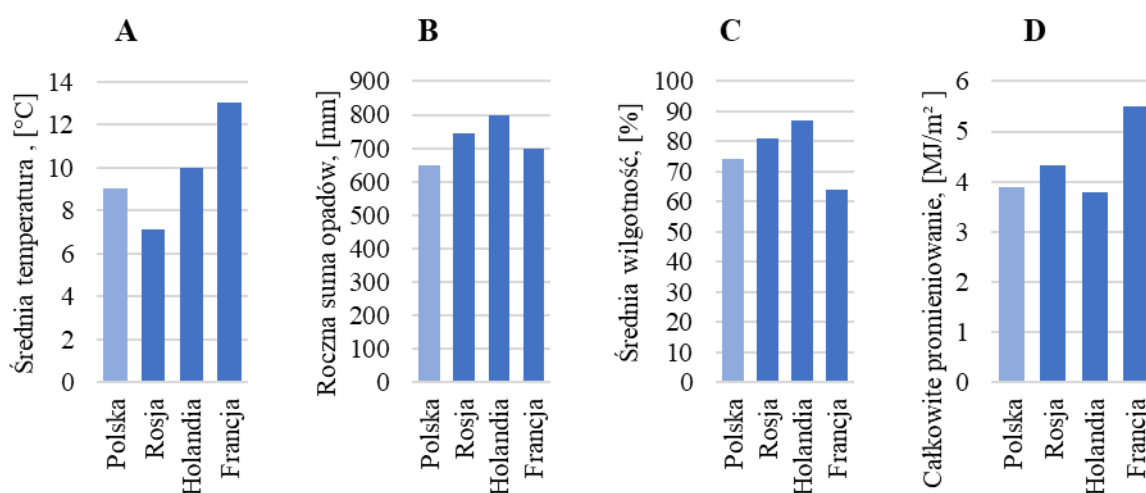 A
Średnia temperatura , [°C]
14
12
10
8
6
4
2
0
Polska
Rosja
Holandia
Francja
B
Roczna suma opadów, [mm]
900
800
700
600
500
400
300
200
100
0
Polska
Rosja
Holandia
Francja
C
Średnia wilgotność, [%]
100
90
80
70
60
50
40
30
20
10
0
Polska
Rosja
Holandia
Francja
D
Całkowite promieniowanie, [MJ/m² ]
6
5
4
3
2
1
0
Polska
Rosja
Holandia
Francja